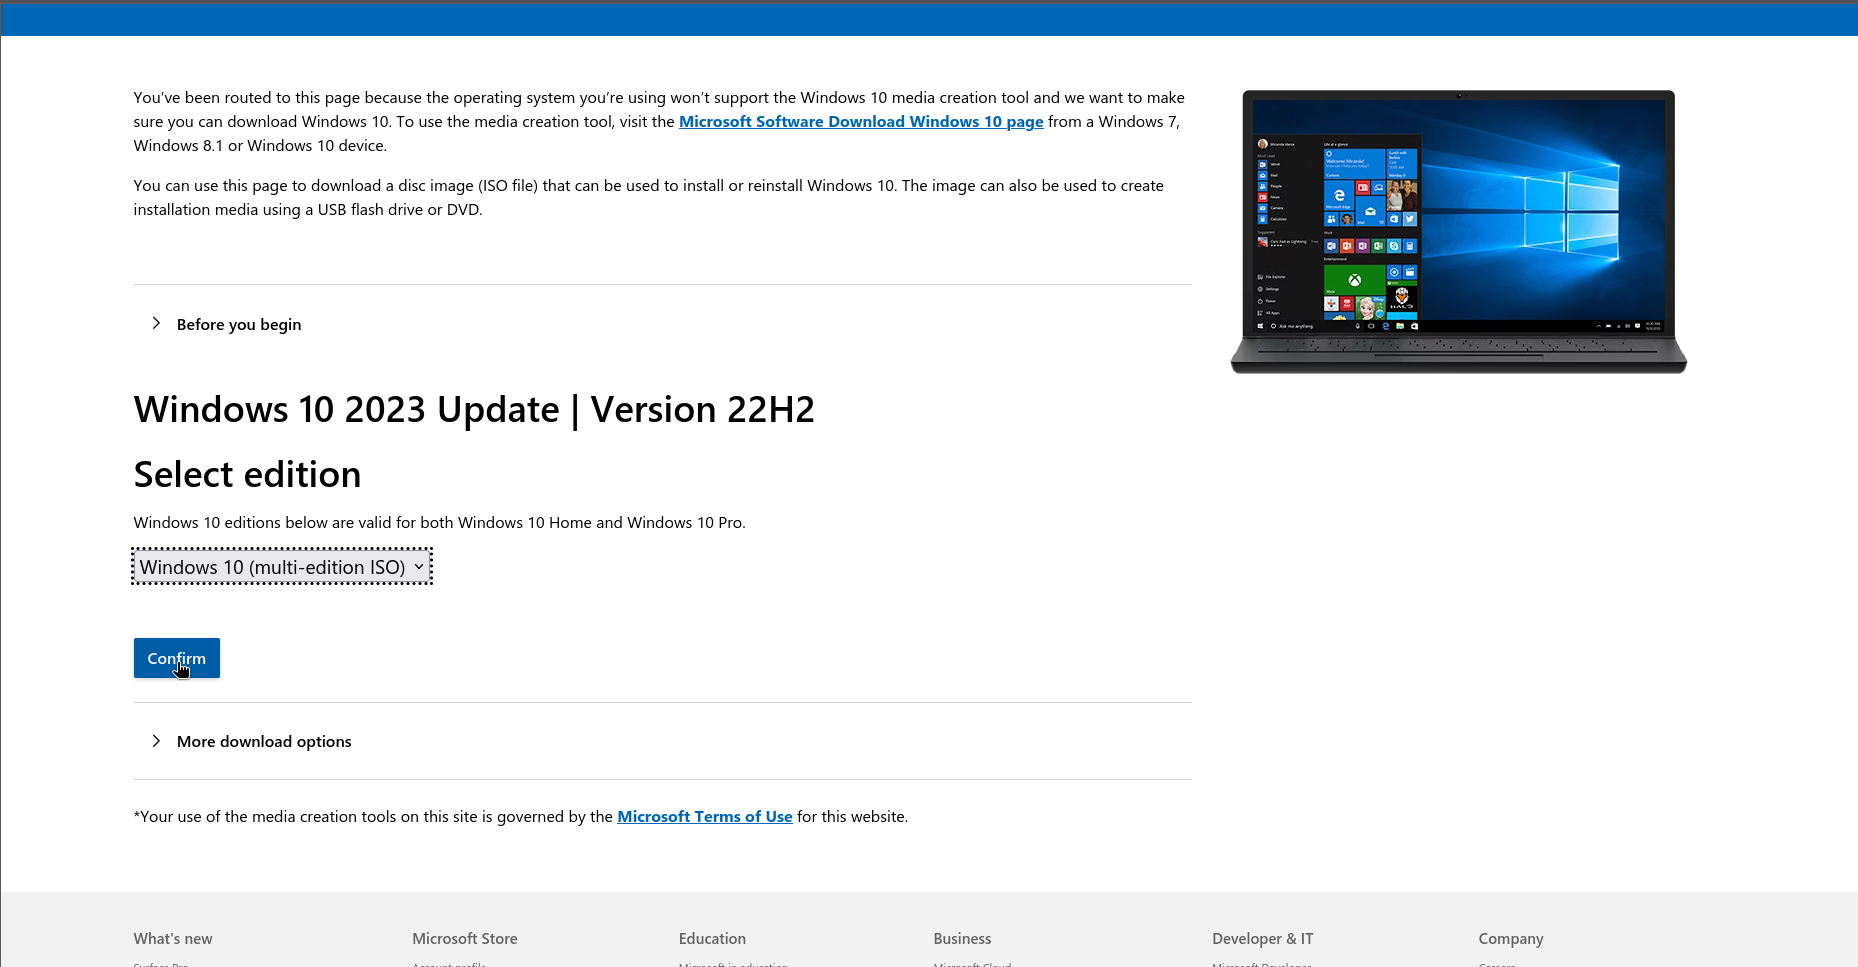 You’ve been routed to this page because the operating system you’re using won’t support the Windows 10 media creation tool and we want to make
sure you can download Windows 10. To use the media creation tool, visit the Microsoft Software Download Windows 10 page from a Windows 7,
Windows 8.1 or Windows 10 device.
You can use this page to download a disc image (ISO file) that can be used to install or reinstall Windows 10. The image can also be used to create
installation media using a USB flash drive or DVD.
Before you begin
Windows 10 2023 Update | Version 22H2
Select edition
Windows 10 editions below are valid for both Windows 10 Home and Windows 10 Pro.
Windows 10 (multi-edition ISO)
Confirm
More download options
*Your use of the media creation tools on this site is governed by the Microsoft Terms of Use for this website.
What's new
Microsoft Store
Education
Business
Developer & IT
Company